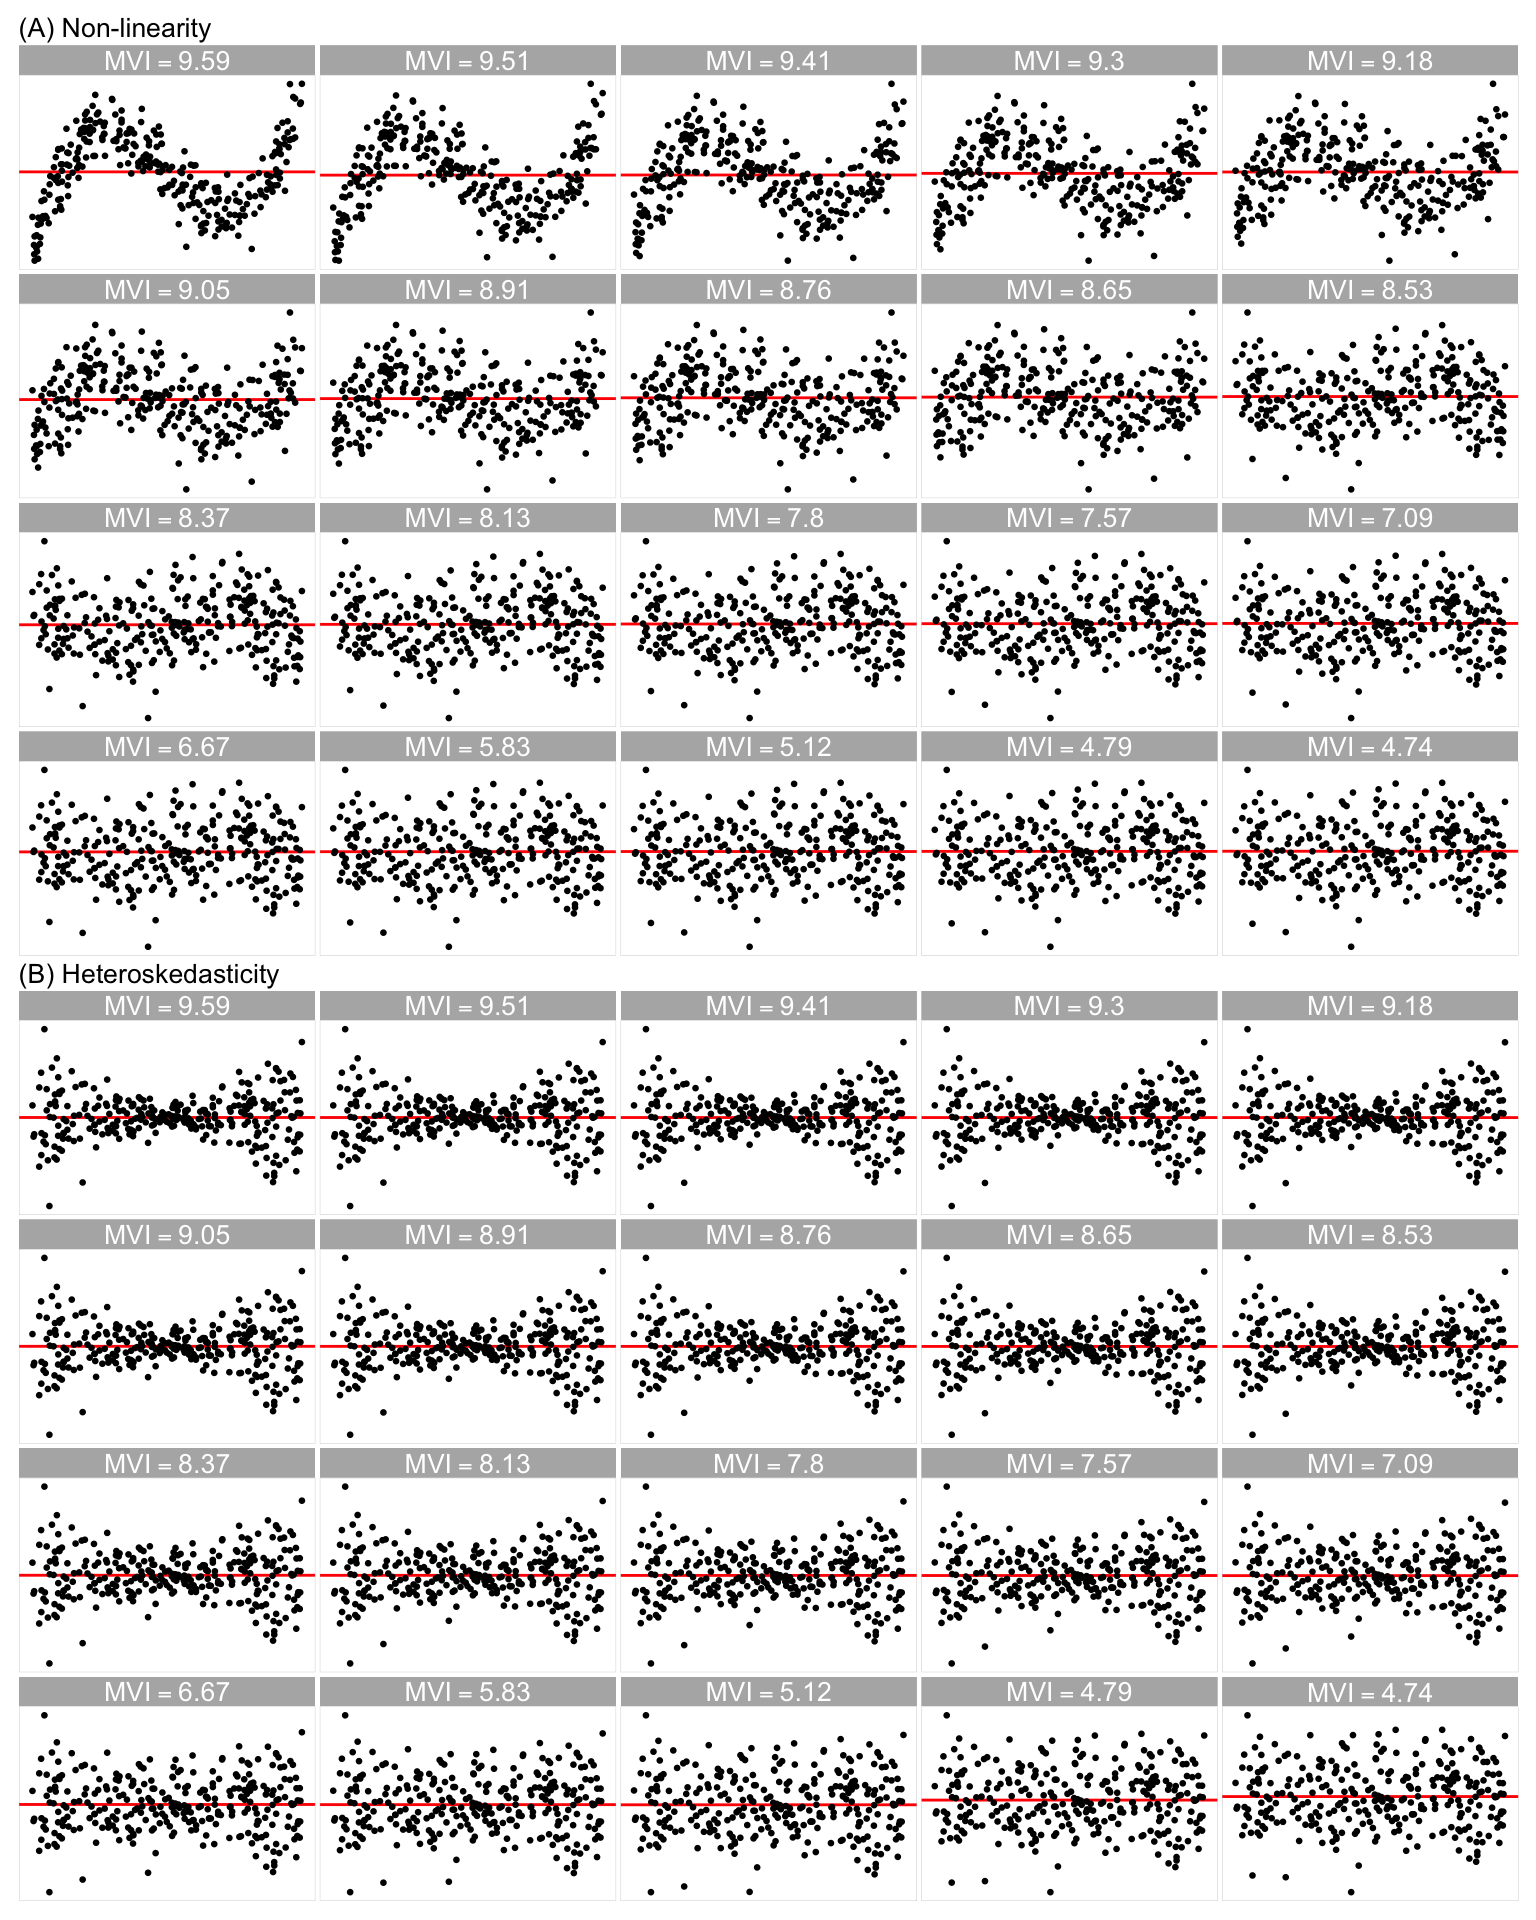 (A) Non-linearity
MVI = 9.59 MVI = 9.51 MVI = 9.41 MVI = 9.3 MVI = 9.18
MVI = 9.05 MVI = 8.91 MVI = 8.76 MVI = 8.65 MVI = 8.53
MVI = 8.37 MVI = 8.13 MVI = 7.8 MVI = 7.57 MVI = 7.09
MVI = 6.67 MVI = 5.83 MVI = 5.12 MVI = 4.79 MVI = 4.74
(B) Heteroskedasticity
MVI = 9.59 MVI = 9.51 MVI = 9.41 MVI = 9.3 MVI = 9.18
MVI = 9.05 MVI = 8.91 MVI = 8.76 MVI = 8.65 MVI = 8.53
MVI = 8.37 MVI = 8.13 MVI = 7.8 MVI = 7.57 MVI = 7.09
MVI = 6.67 MVI = 5.83 MVI = 5.12 MVI = 4.79 MVI = 4.74